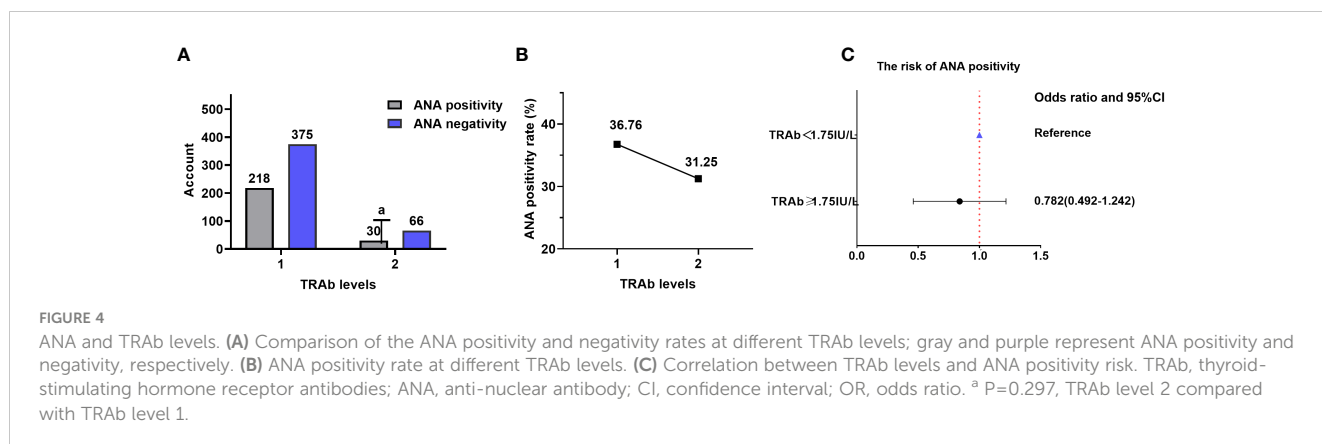 A
ANA positivity
ANA negativity
Account
500
400
300
200
100
0
218
375
a
30
66
1
2
TRAb levels
B
ANA positivity rate (%)
40
30
20
36.76
31.25
1
2
TRAb levels
C
The risk of ANA positivity
Odds ratio and 95%CI
TRAb<1.75IU/L
Reference
TRAb≥1.75IU/L
0.782(0.492-1.242)
0.0
0.5
1.0
1.5
FIGURE 4
ANA and TRAb levels. (A) Comparison of the ANA positivity and negativity rates at different TRAb levels; gray and purple represent ANA positivity and
negativity, respectively. (B) ANA positivity rate at different TRAb levels. (C) Correlation between TRAb levels and ANA positivity risk. TRAb, thyroid-
stimulating hormone receptor antibodies; ANA, anti-nuclear antibody; CI, confidence interval; OR, odds ratio. a P=0.297, TRAb level 2 compared
with TRAb level 1.